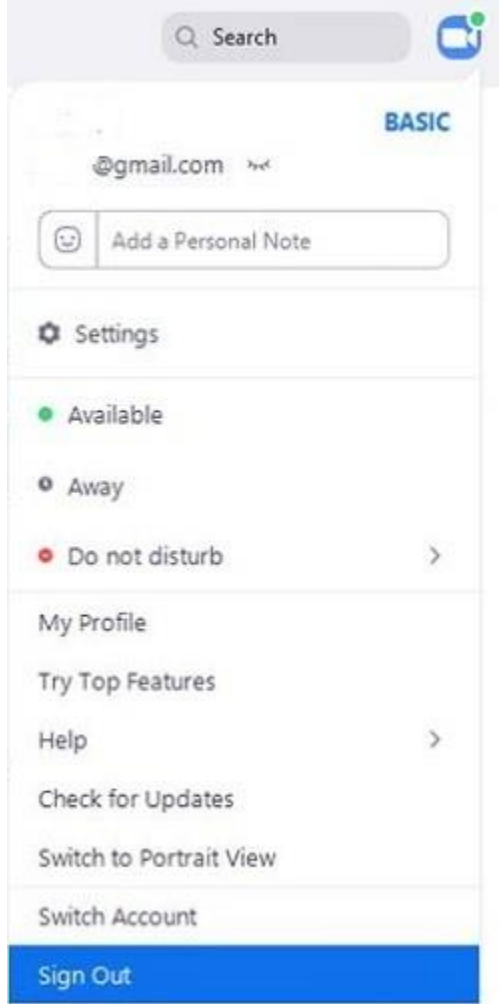 Search
BASIC
@gmail.com
Add a Personal Note
Settings
Available
Away
Do not disturb
My Profile
Try Top Features
Help
Check for Updates
Switch to Portrait View
Switch Account
Sign Out